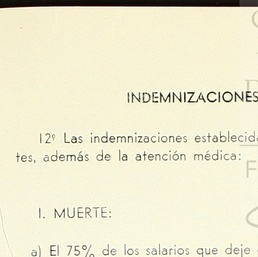 INDEMNIZACIONES
12º Las indemnizaciones
tes, además de la atención médica:
I. MUERTE:
a) El 75% de los salarios que deje